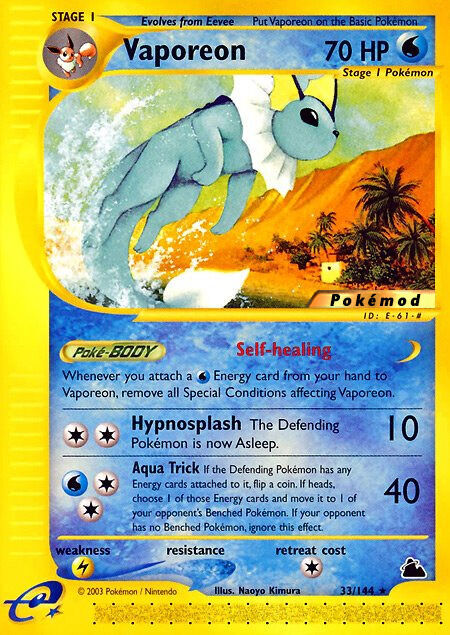 STAGE 1 Evolves from Eevee Put Vaporeon on the Basic Pokémon
Vaporeon 70 HP
Stage 1 Pokémon
Pokémod
ID: E-61-#
Poké-BODY Self-healing
Whenever you attach a Energy card from your hand to
Vaporeon, remove all Special Conditions affecting Vaporeon.
Hypnosplash The Defending 10
Pokémon is now Asleep.
Aqua Trick If the Defending Pokémon has any
Energy cards attached to it, flip a coin. If heads,
choose 1 of those Energy cards and move it to 1 of 40
your opponent's Benched Pokémon. If your opponent
has no Benched Pokémon, ignore this effect.
weakness resistance retreat cost
© 2003 Pokémon / Nintendo Illus. Naoyo Kimura 33/144 ★
e